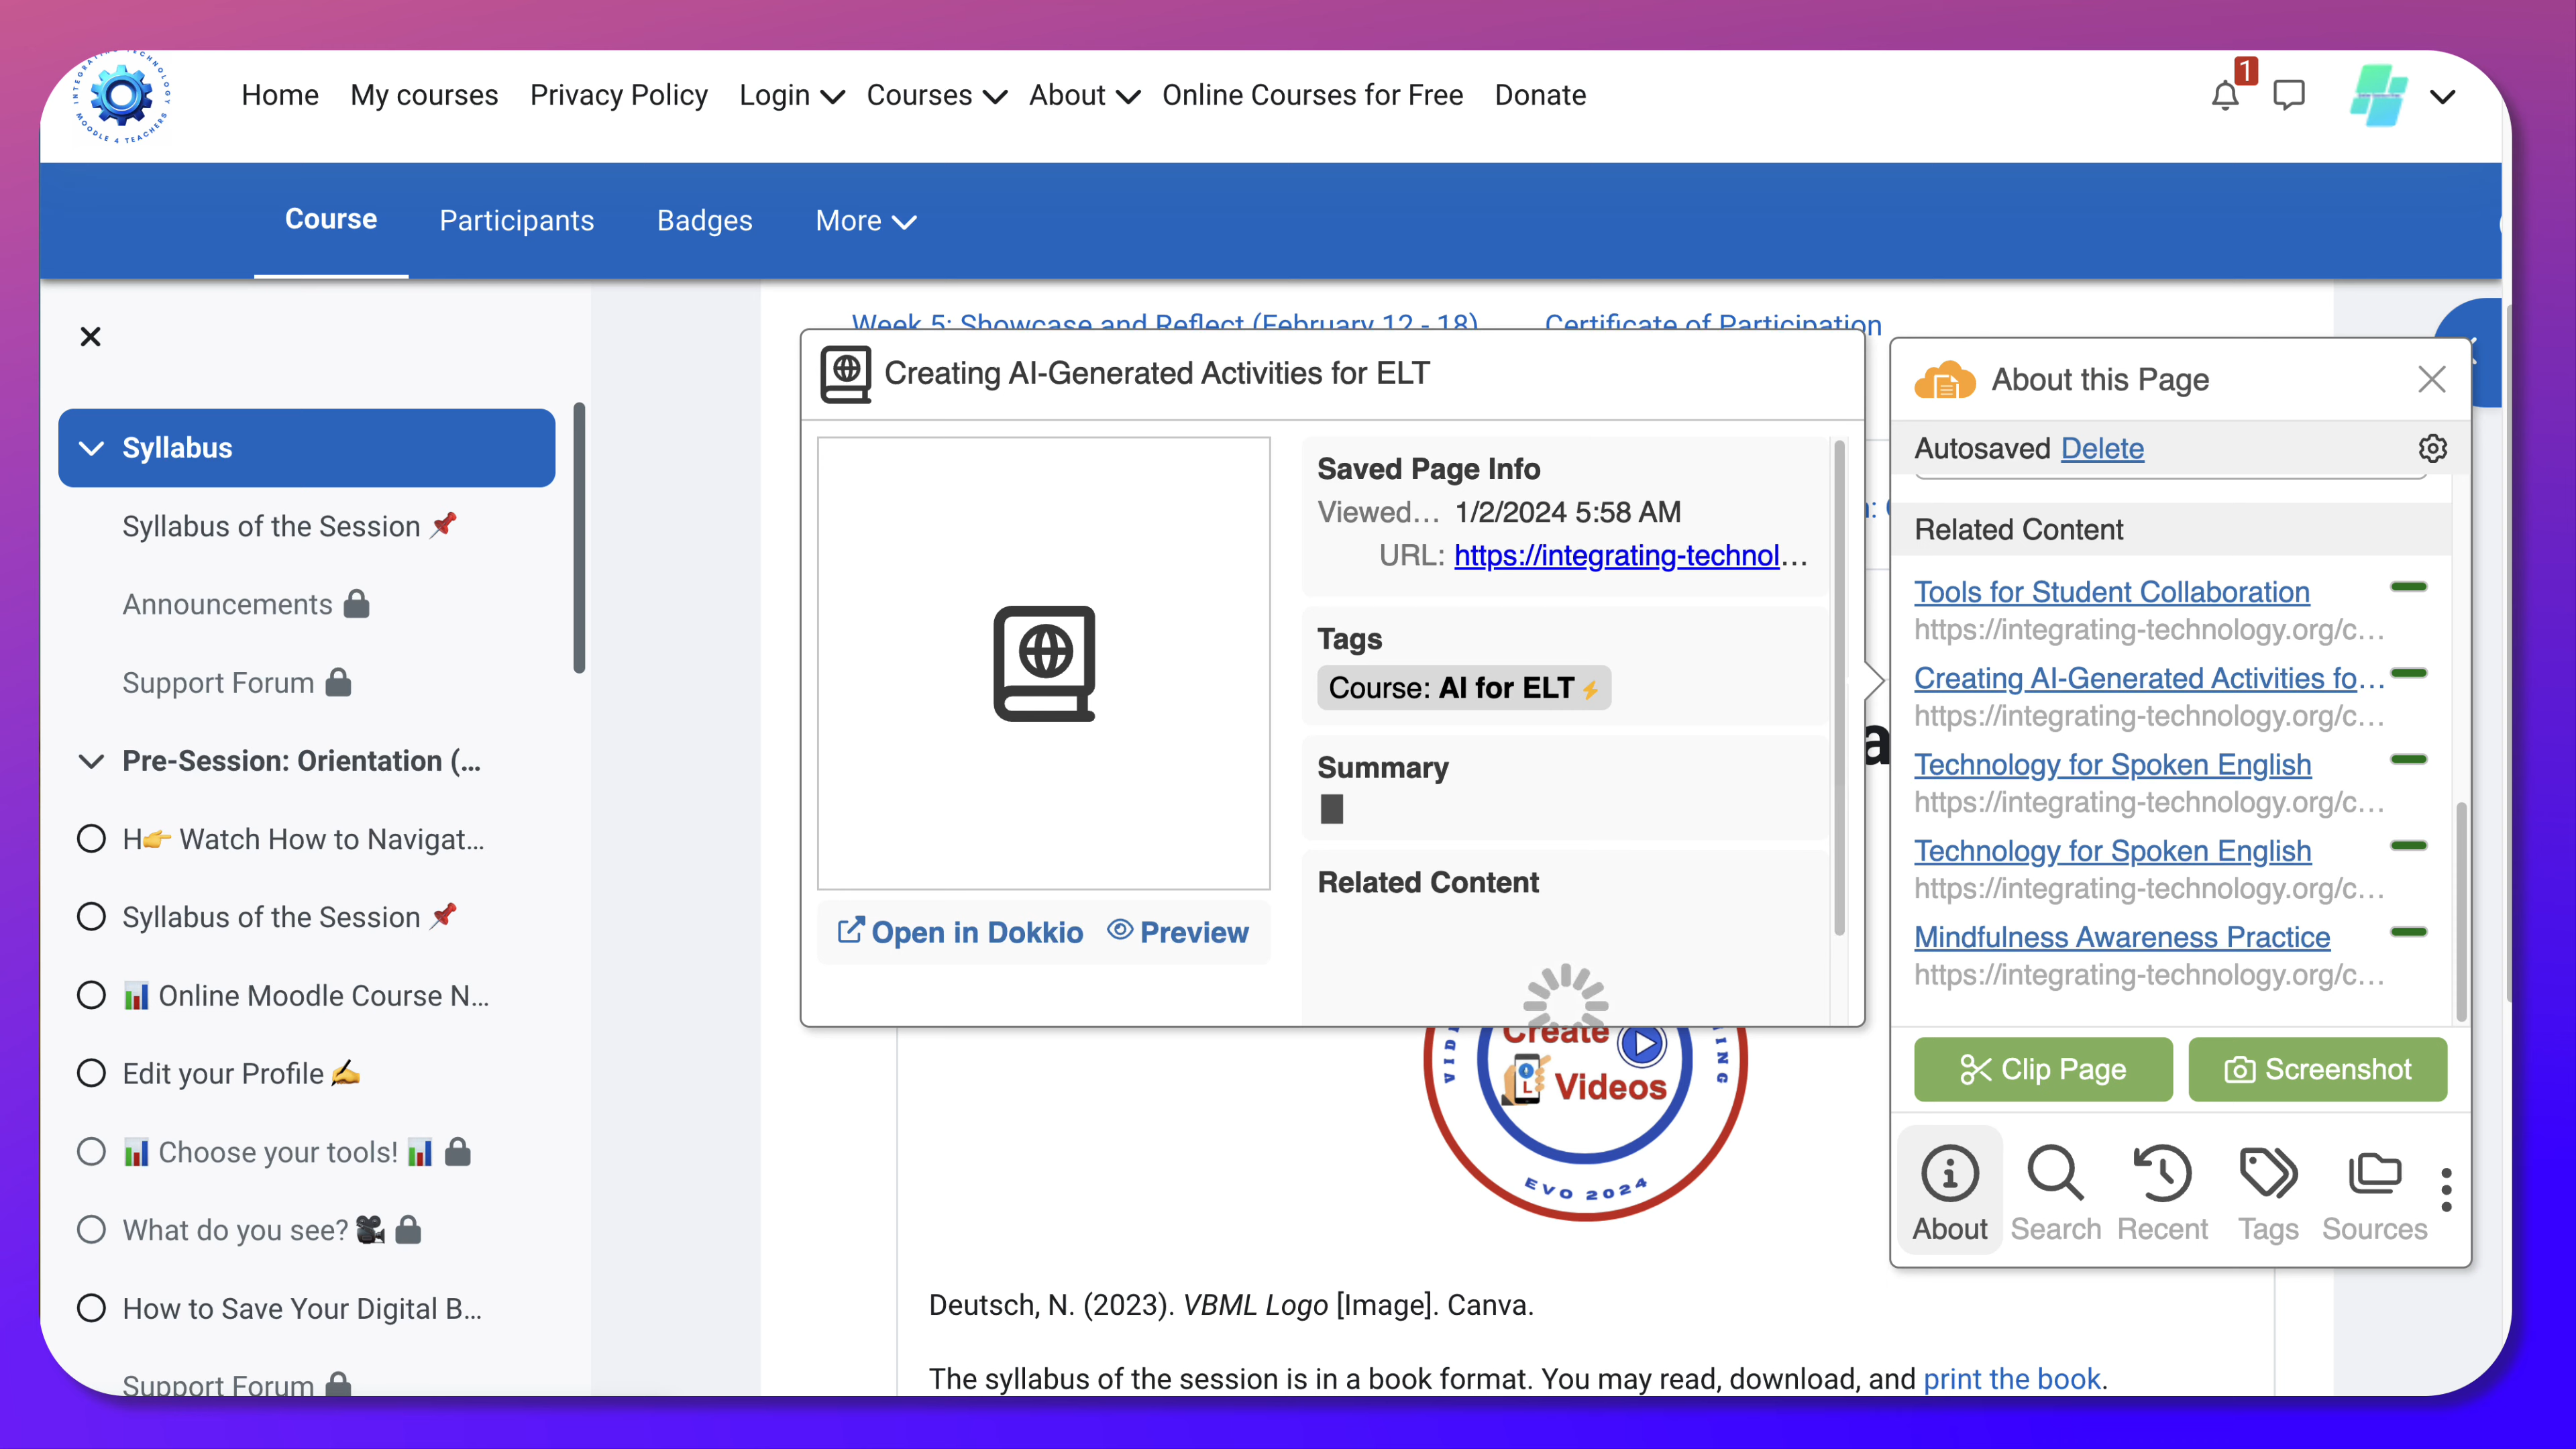 INTEGRATING TECHNOLOGY
MOODLE 4 TEACHERS
Home My courses Privacy Policy Login Courses About Online Courses for Free Donate
1
Course Participants Badges More
Syllabus
Syllabus of the Session
Announcements
Support Forum
Pre-Session: Orientation (...
H👉 Watch How to Navigat...
Syllabus of the Session
📊 Online Moodle Course N...
Edit your Profile ✍️
📊 Choose your tools! 📊
What do you see?
How to Save Your Digital B...
Support Forum
Week 5: Showcase and Reflect (February 12 - 18) Certificate of Participation
Creating AI-Generated Activities for ELT
Saved Page Info
Viewed... 1/2/2024 5:58 AM
URL: https://integrating-technol...
Tags
Course: AI for ELT⚡
Summary
Related Content
Open in Dokkio Preview
Create
Videos
EVO 2024
Deutsch, N. (2023). VBML Logo [Image]. Canva.
The syllabus of the session is in a book format. You may read, download, and print the book.
About this Page
Autosaved Delete
Related Content
Tools for Student Collaboration
https://integrating-technology.org/c...
Creating AI-Generated Activities fo...
https://integrating-technology.org/c...
Technology for Spoken English
https://integrating-technology.org/c...
Technology for Spoken English
https://integrating-technology.org/c...
Mindfulness Awareness Practice
https://integrating-technology.org/c...
Clip Page Screenshot
About Search Recent Tags Sources